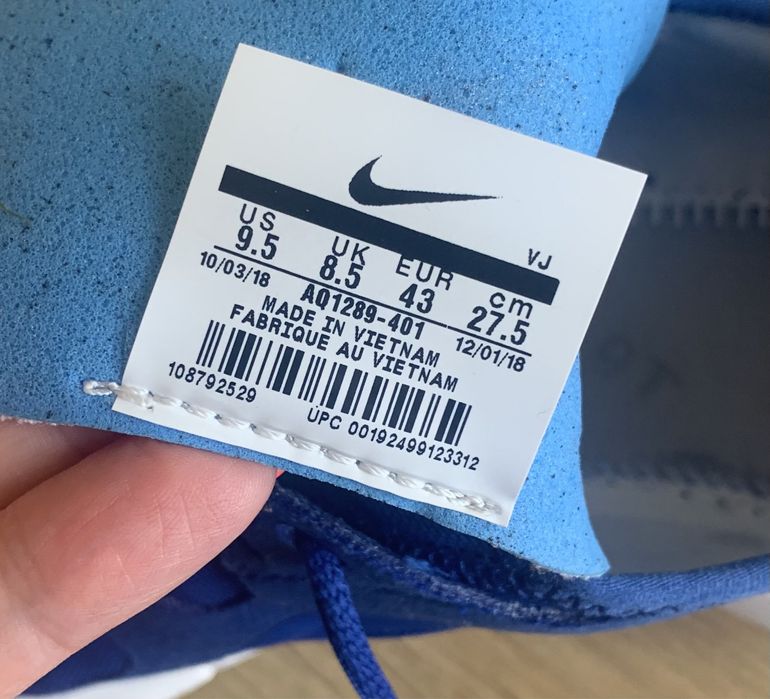 VJ
US UK EUR cm
9.5 8.5 43 27.5
10/03/18 AQ1289-401 12/01/18
MADE IN VIETNAM
FABRIQUE AU VIETNAM
108792529
UPC 00192499123312